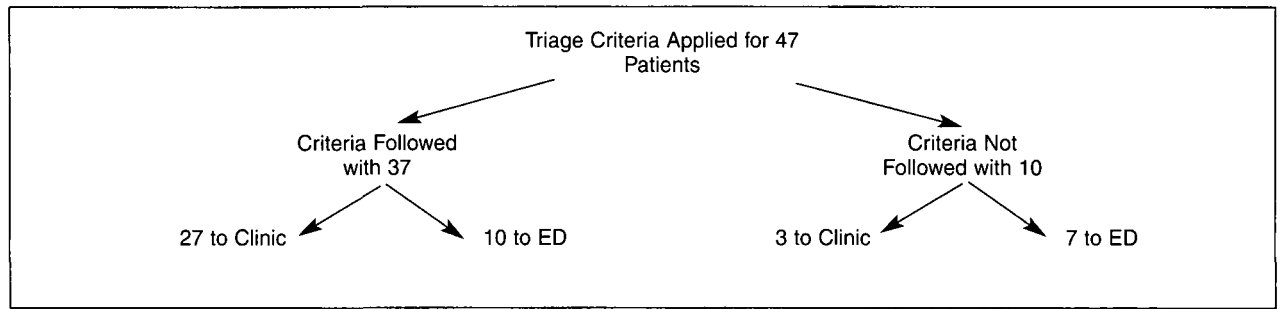 Triage Criteria Applied for 47
Patients
Criteria Followed
with 37
Criteria Not
Followed with 10
27 to Clinic
10 to ED
3 to Clinic
7 to ED